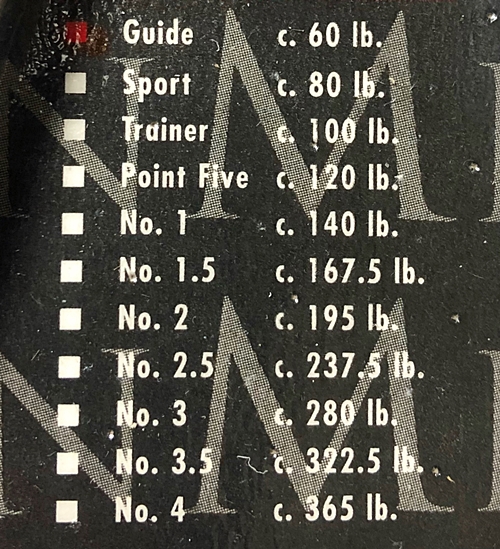 Guide c. 60 lb.
Sport c. 80 lb.
Trainer c. 100 lb.
Point Five c. 120 lb.
No. 1 c. 140 lb.
No. 1.5 c. 167.5 lb.
No. 2 c. 195 lb.
No. 2.5 c. 237.5 lb.
No. 3 c. 280 lb.
No. 3.5 c. 322.5 lb.
No. 4 c. 365 lb.